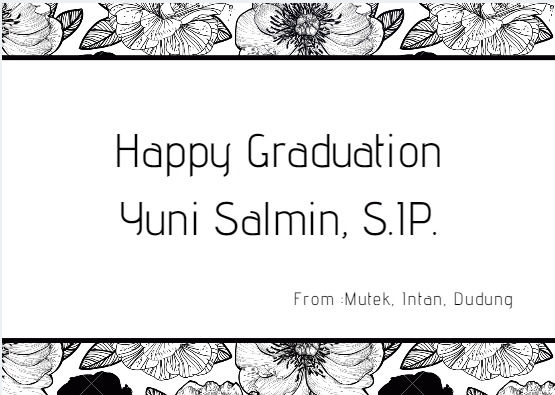 Happy Graduation
Yuni Salmin, S.IP.
From :Mutek, Intan, Dudung